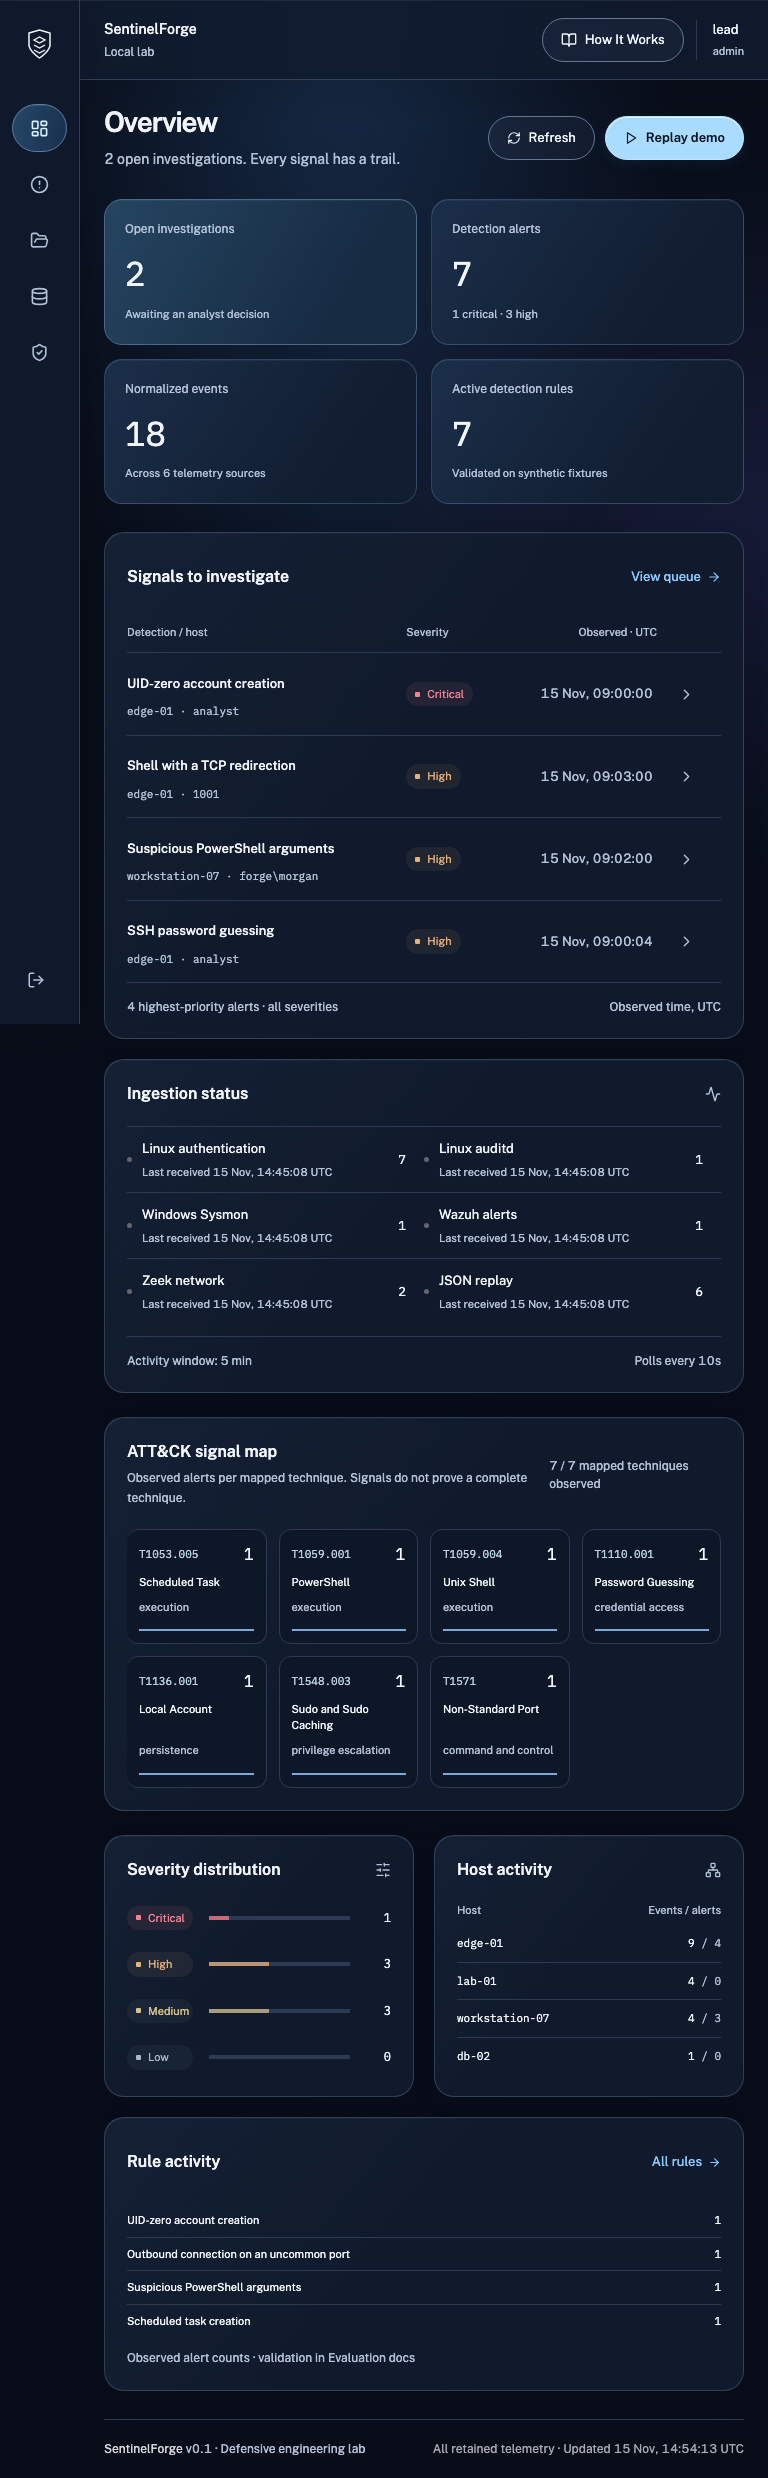 SentinelForge
Local lab
How It Works
lead
admin
Overview
2 open investigations. Every signal has a trail.
Refresh
Replay demo
Open investigations
2
Awaiting an analyst decision
Detection alerts
7
1 critical · 3 high
Normalized events
18
Across 6 telemetry sources
Active detection rules
7
Validated on synthetic fixtures
Signals to investigate
View queue →
Detection / host Severity Observed · UTC
UID-zero account creation
edge-01 · analyst
Critical
15 Nov, 09:00:00
Shell with a TCP redirection
edge-01 · 1001
High
15 Nov, 09:03:00
Suspicious PowerShell arguments
workstation-07 · forge\morgan
High
15 Nov, 09:02:00
SSH password guessing
edge-01 · analyst
High
15 Nov, 09:00:04
4 highest-priority alerts · all severities
Observed time, UTC
Ingestion status
Linux authentication
Last received 15 Nov, 14:45:08 UTC
7
Linux auditd
Last received 15 Nov, 14:45:08 UTC
1
Windows Sysmon
Last received 15 Nov, 14:45:08 UTC
1
Wazuh alerts
Last received 15 Nov, 14:45:08 UTC
1
Zeek network
Last received 15 Nov, 14:45:08 UTC
2
JSON replay
Last received 15 Nov, 14:45:08 UTC
6
Activity window: 5 min
Polls every 10s
ATT&CK signal map
Observed alerts per mapped technique. Signals do not prove a complete
technique.
7 / 7 mapped techniques
observed
T1053.005 1
Scheduled Task
execution
T1059.001 1
PowerShell
execution
T1059.004 1
Unix Shell
execution
T1110.001 1
Password Guessing
credential access
T1136.001 1
Local Account
persistence
T1548.003 1
Sudo and Sudo
Caching
privilege escalation
T1571 1
Non-Standard Port
command and control
Severity distribution
Critical 1
High 3
Medium 3
Low 0
Host activity
Host Events / alerts
edge-01 9 / 4
lab-01 4 / 0
workstation-07 4 / 3
db-02 1 / 0
Rule activity
All rules →
UID-zero account creation 1
Outbound connection on an uncommon port 1
Suspicious PowerShell arguments 1
Scheduled task creation 1
Observed alert counts · validation in Evaluation docs
SentinelForge v0.1 · Defensive engineering lab
All retained telemetry · Updated 15 Nov, 14:54:13 UTC